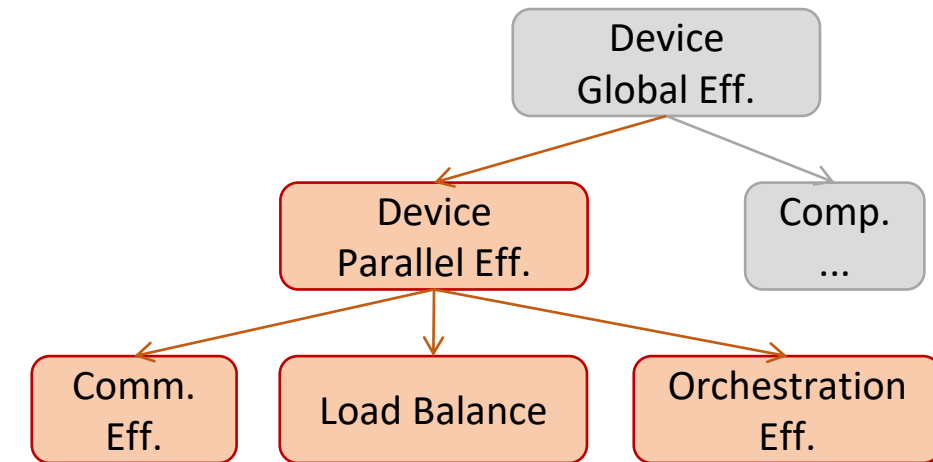 Device
Global Eff.
Device
Parallel Eff.
Comp.
...
Comm.
Eff.
Load Balance
Orchestration
Eff.